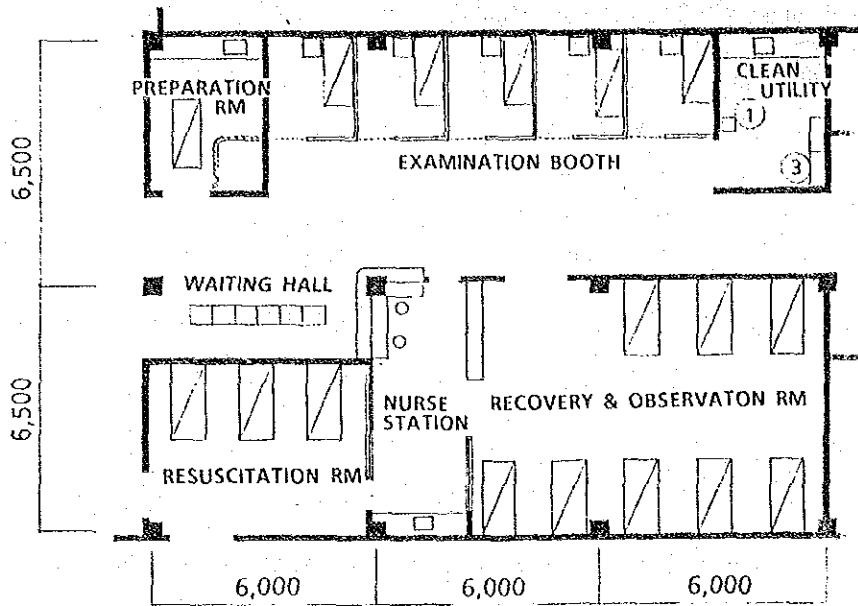 PREPARATION
RM
CLEAN
UTILITY
1
EXAMINATION BOOTH
3
6,500
WAITING HALL
6,500
NURSE
STATION
RECOVERY & OBSERVATON RM
RESUSCITATION RM
6,000
6,000
6,000